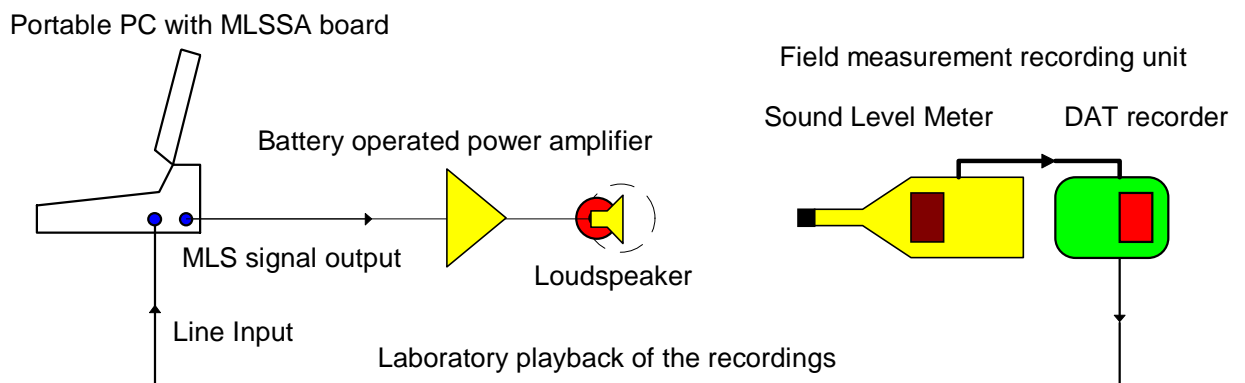 Portable PC with MLSSA board
Field measurement recording unit
Sound Level Meter
DAT recorder
Battery operated power amplifier
MLS signal output
Loudspeaker
Line Input
Laboratory playback of the recordings